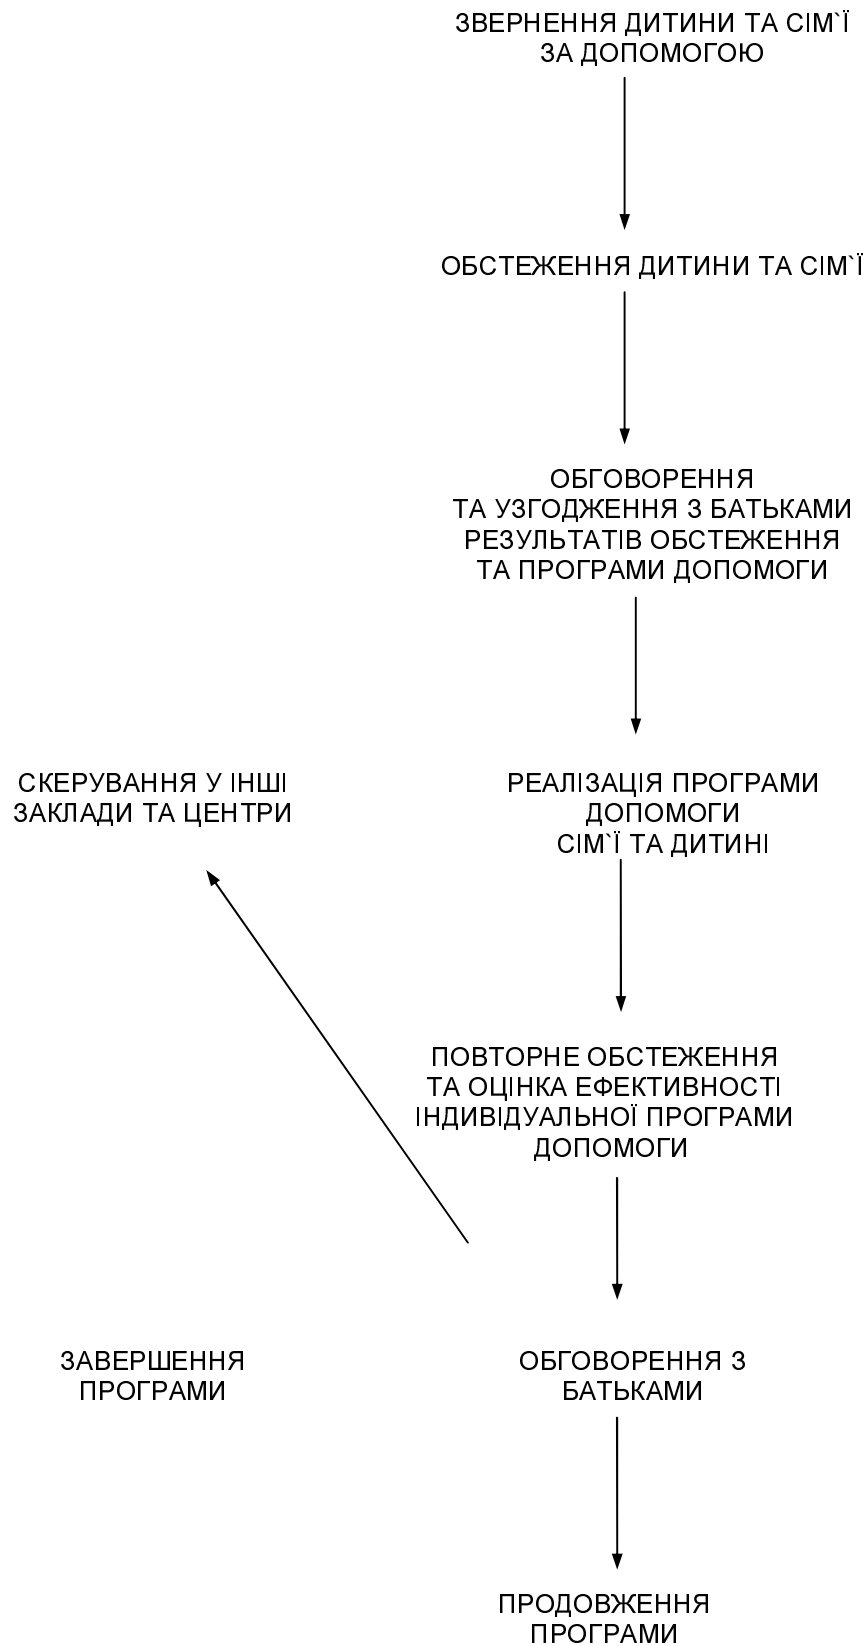 ЗВЕРНЕННЯ ДИТИНИ ТА СІМ`Ї
ЗА ДОПОМОГОЮ
ОБСТЕЖЕННЯ ДИТИНИ ТА СІМ`Ї
ОБГОВОРЕННЯ
ТА УЗГОДЖЕННЯ З БАТЬКАМИ
РЕЗУЛЬТАТІВ ОБСТЕЖЕННЯ
ТА ПРОГРАМИ ДОПОМОГИ
СКЕРУВАННЯ У ІНШІ
ЗАКЛАДИ ТА ЦЕНТРИ
РЕАЛІЗАЦІЯ ПРОГРАМИ
ДОПОМОГИ
СІМ`Ї ТА ДИТИНІ
ПОВТОРНЕ ОБСТЕЖЕННЯ
ТА ОЦІНКА ЕФЕКТИВНОСТІ
ІНДИВІДУАЛЬНОЇ ПРОГРАМИ
ДОПОМОГИ
ЗАВЕРШЕННЯ
ПРОГРАМИ
ОБГОВОРЕННЯ З
БАТЬКАМИ
ПРОДОВЖЕННЯ
ПРОГРАМИ